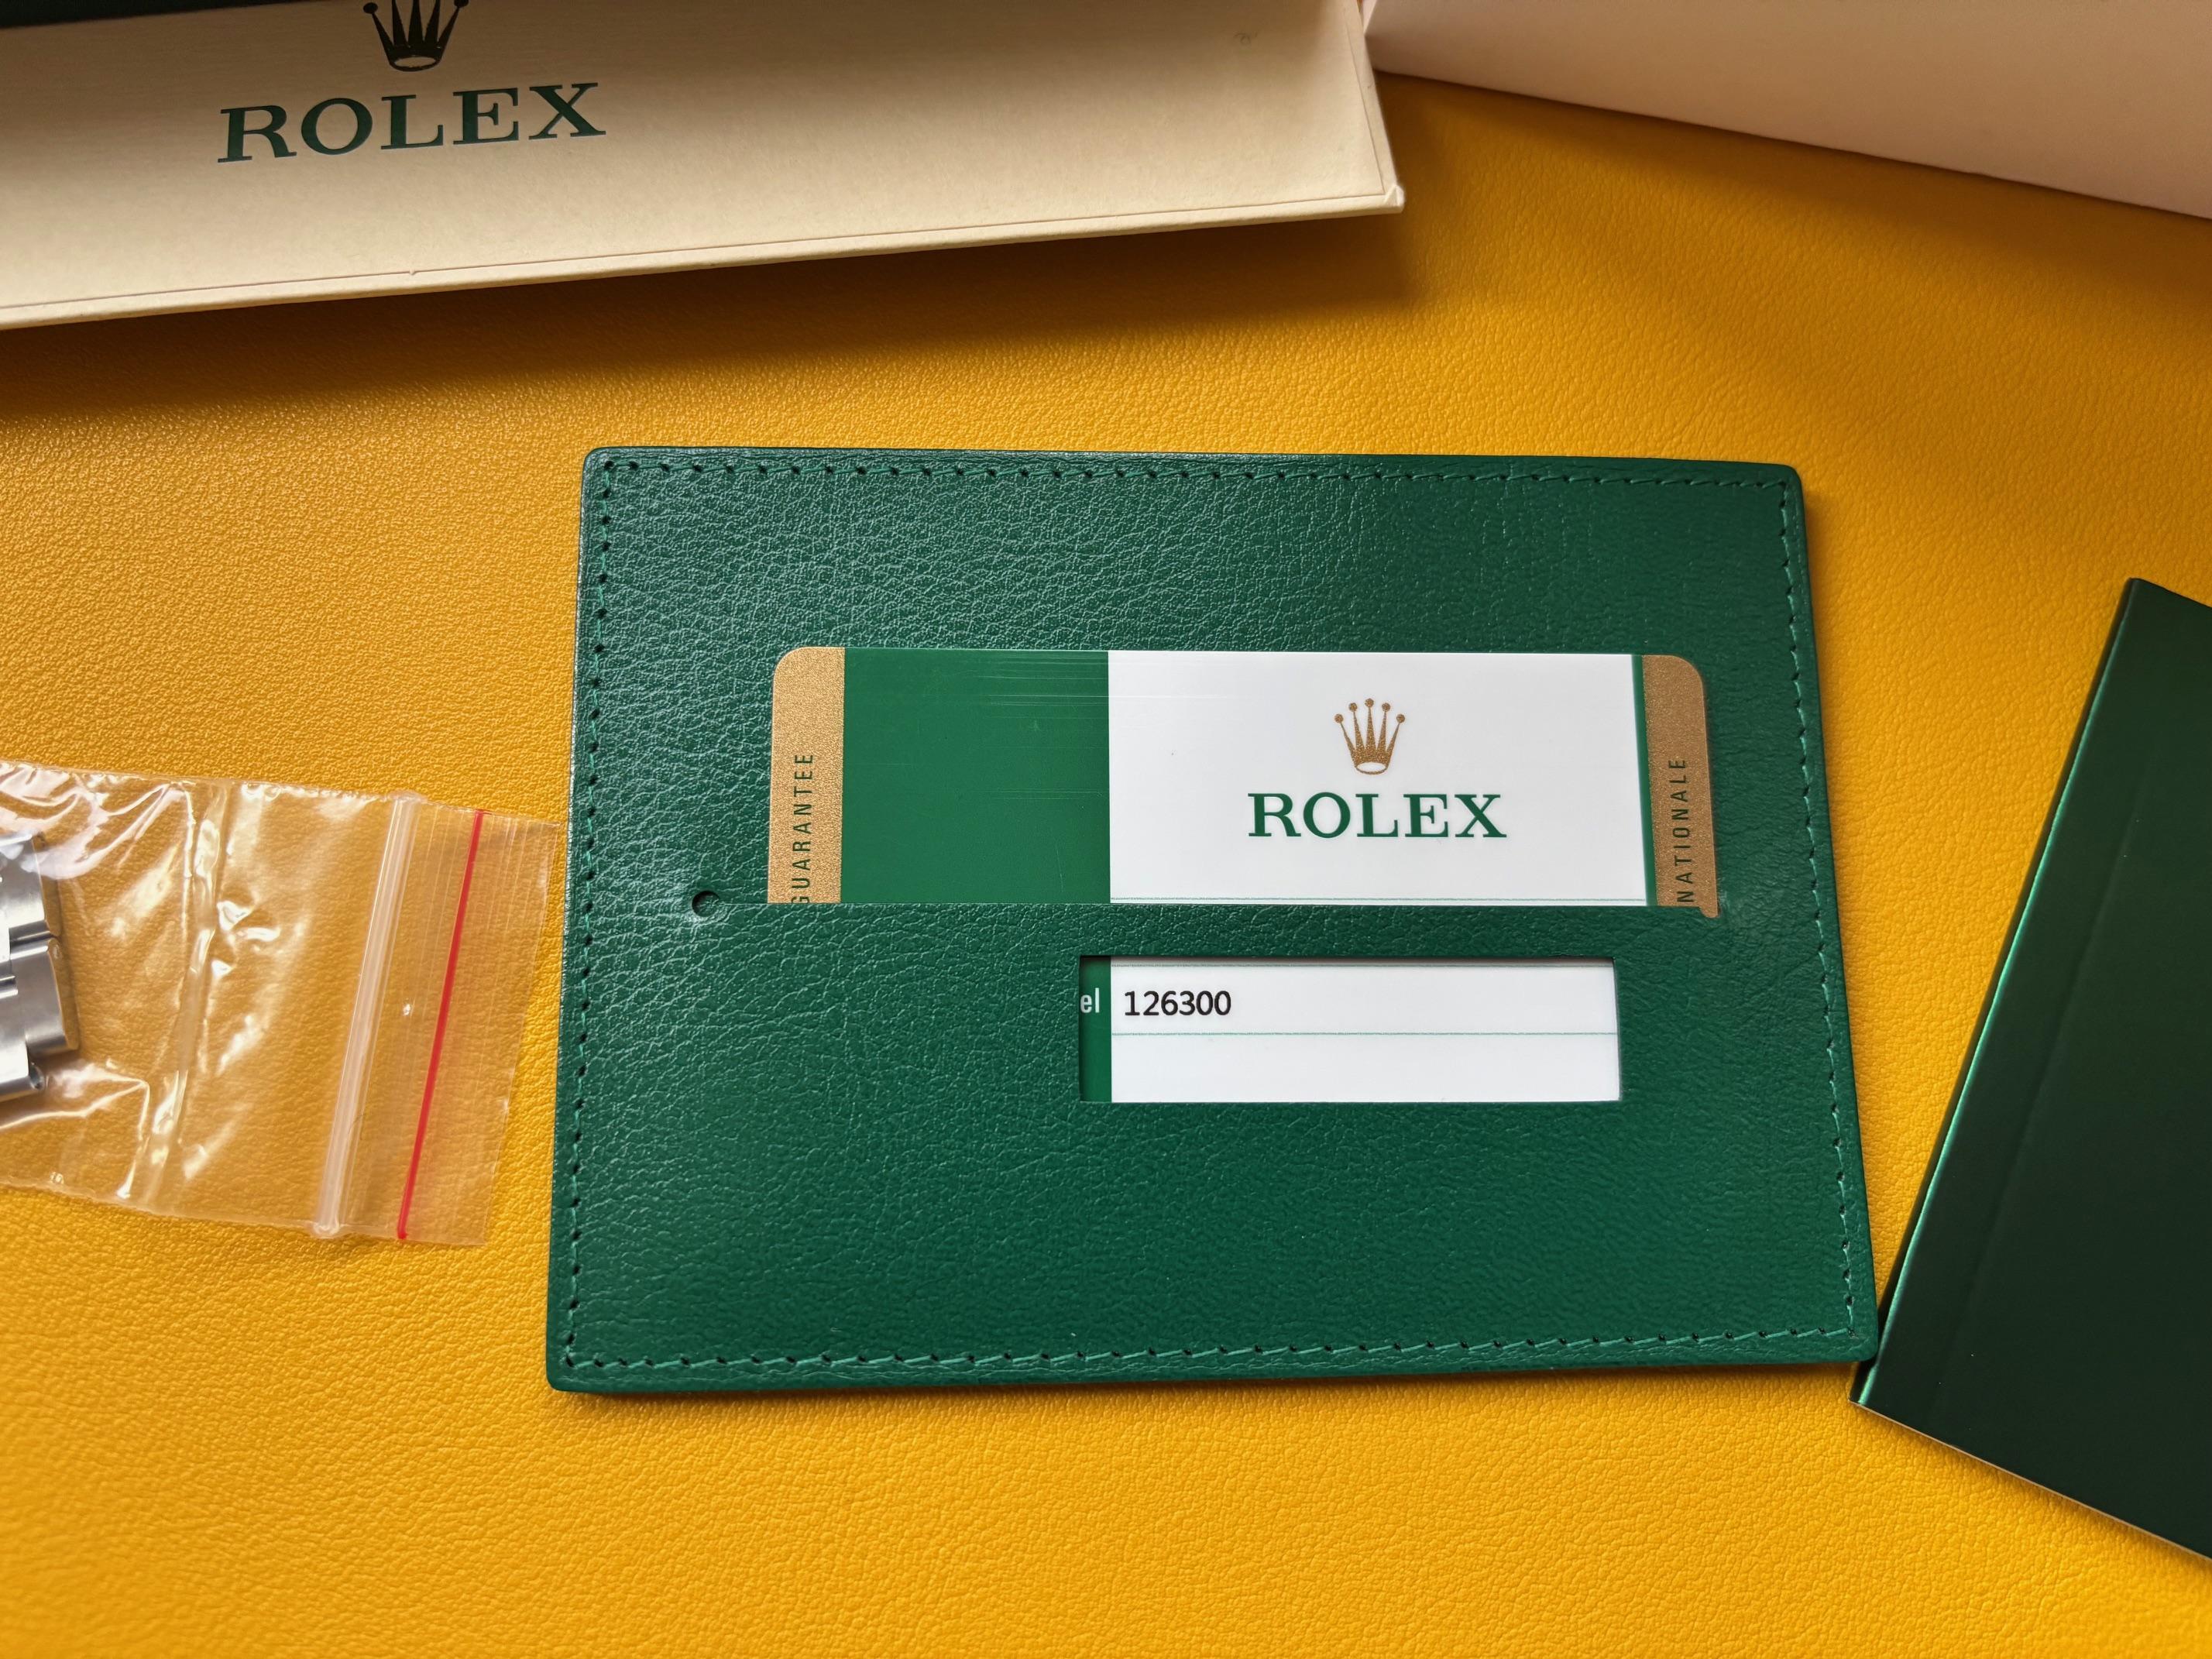 ROLEX
GUARANTEE
ROLEX
NATIONALE
el 126300